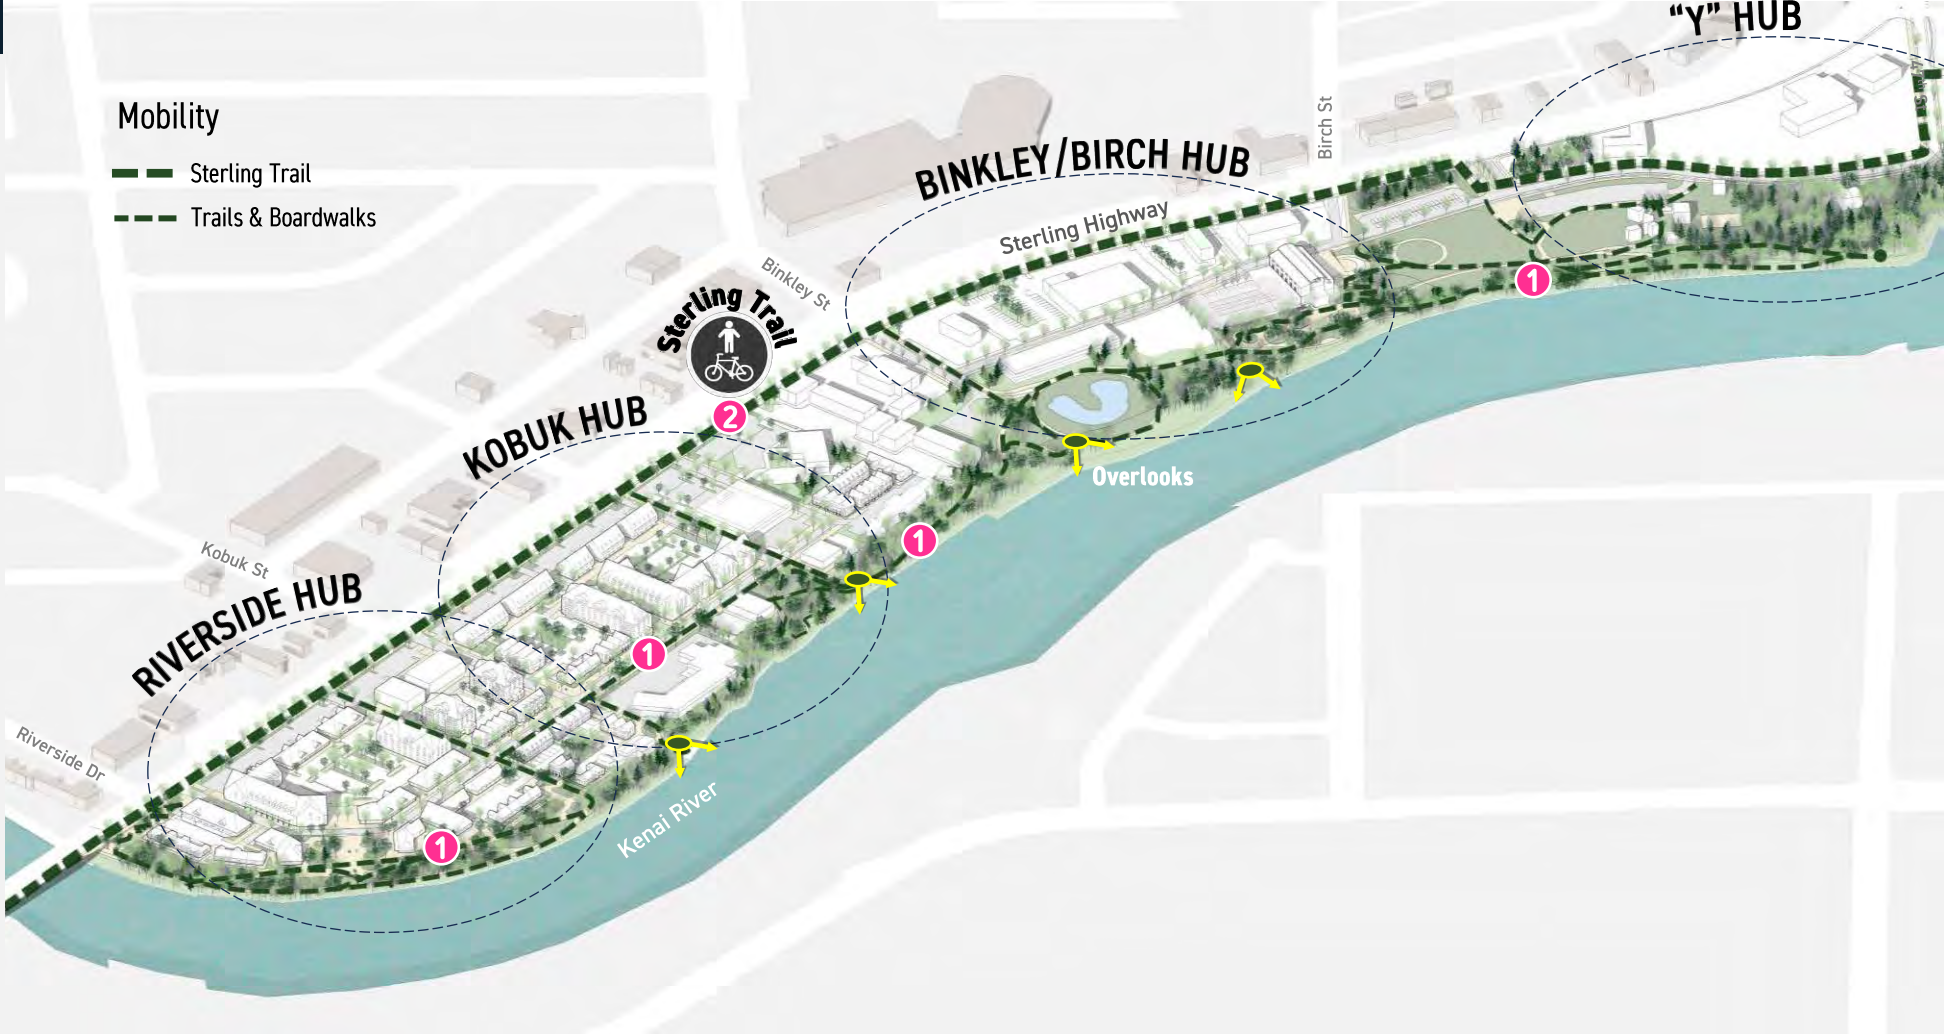 "Y" HUB
Mobility
Sterling Trail
Trails & Boardwalks
Birch St
BINKLEY/BIRCH HUB
Sterling Highway
Binkley St
Sterling Trail
2
1
KOBUK HUB
Overlooks
1
Kobuk St
RIVERSIDE HUB
1
Riverside Dr
Kenai River
1